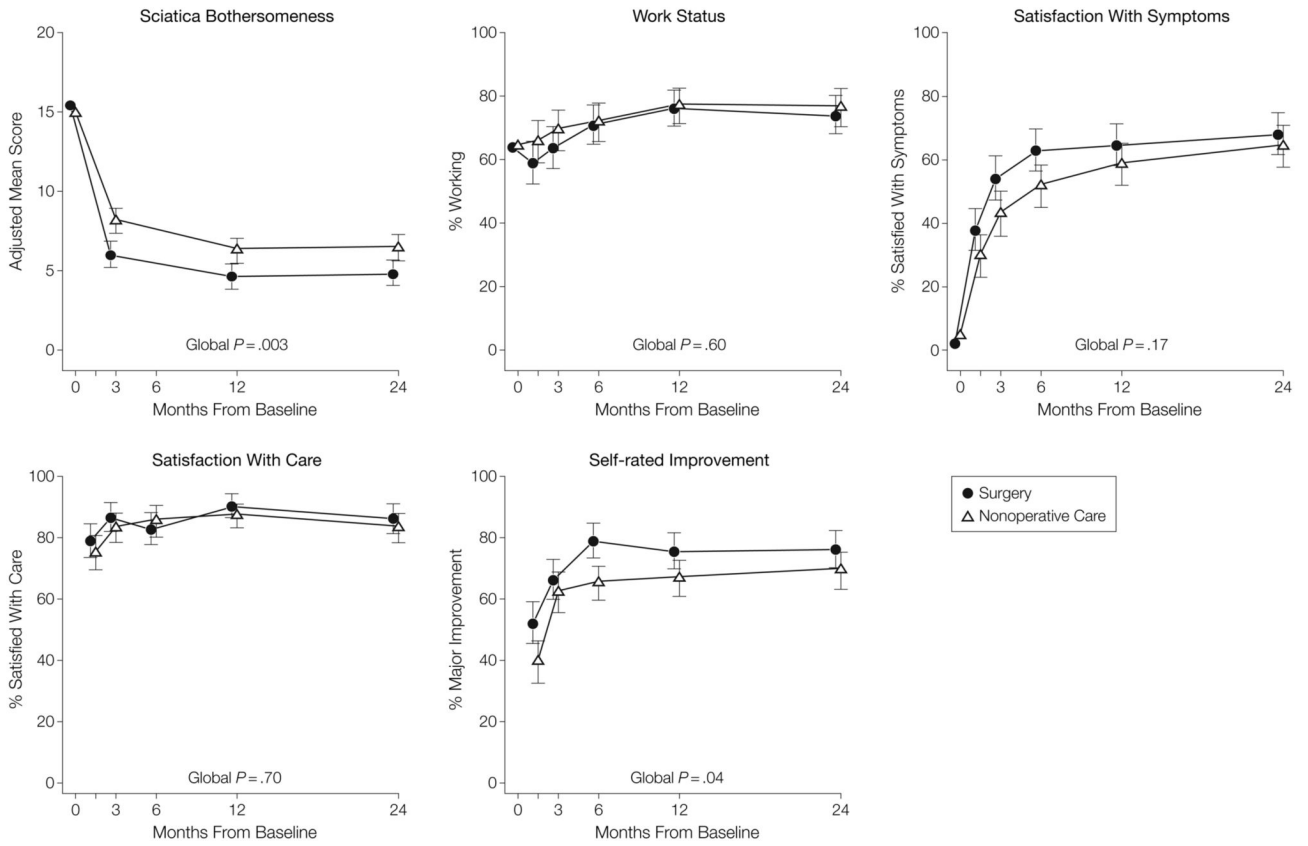 Sciatica Bothersomeness
20
15
10
5
0
Adjusted Mean Score
Global P=.003
0 3 6 12 24
Months From Baseline
Work Status
100
80
60
40
20
0
% Working
Global P=.60
0 3 6 12 24
Months From Baseline
Satisfaction With Symptoms
100
80
60
40
20
0
% Satisfied With Symptoms
Global P=.17
0 3 6 12 24
Months From Baseline
Satisfaction With Care
100
80
60
40
20
0
% Satisfied With Care
Global P=.70
0 3 6 12 24
Months From Baseline
Self-rated Improvement
100
80
60
40
20
0
% Major Improvement
Global P=.04
0 3 6 12 24
Months From Baseline
Surgery
Nonoperative Care